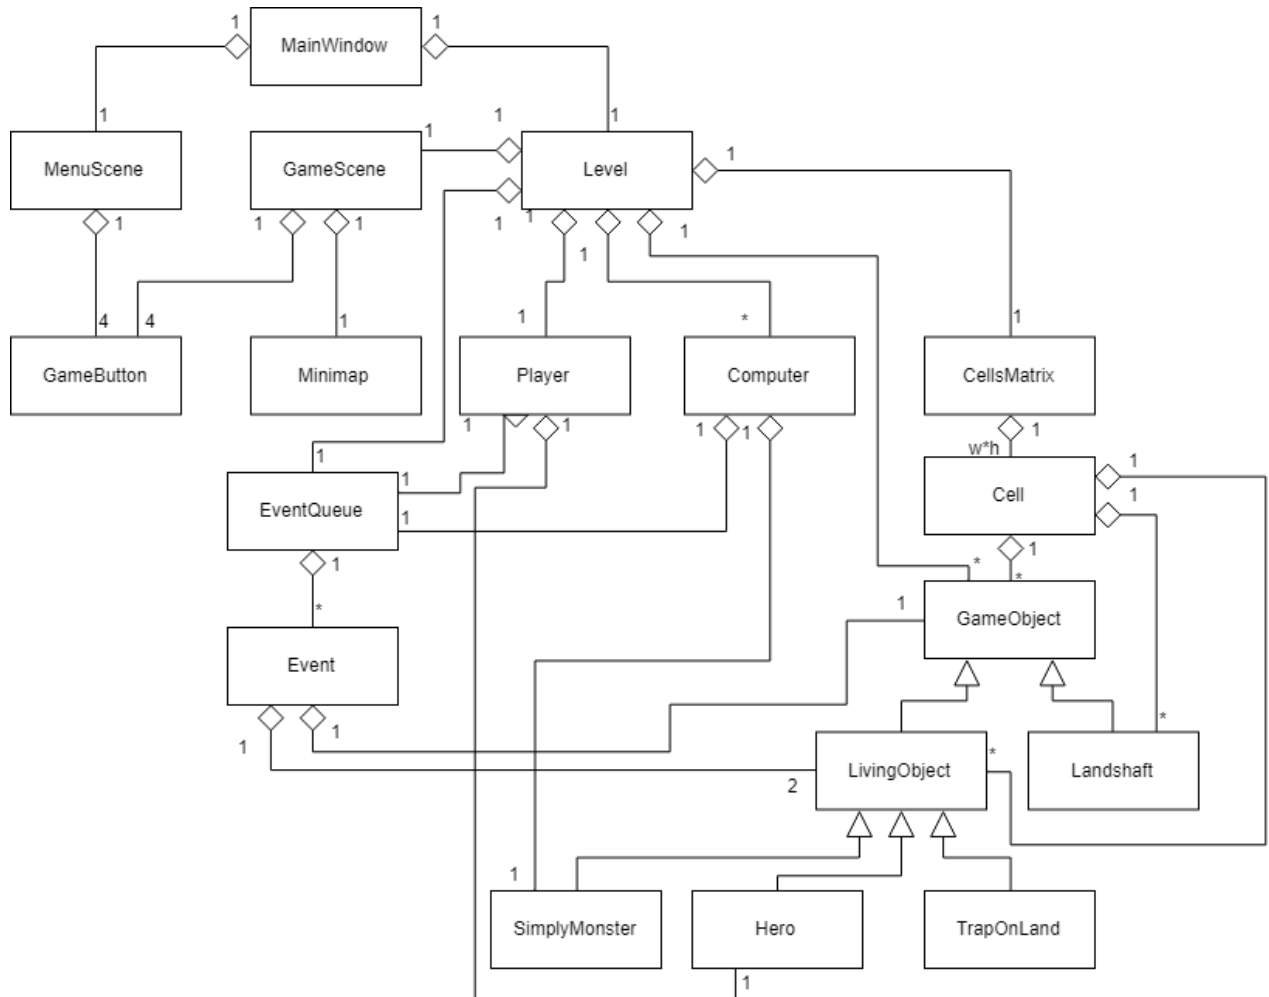 1
MainWindow
1
1
1
1
1
MenuScene
GameScene
Level
1
1
1
1
1
1
1
1
1
4
4
1
1
*
1
GameButton
Minimap
Player
Computer
CellsMatrix
1
1
1
1
1
w*h
1
1
1
EventQueue
Cell
1
1
1
1
*
*
*
1
GameObject
Event
1
1
*
*
LivingObject
Landshaft
2
1
SimplyMonster
Hero
TrapOnLand
1